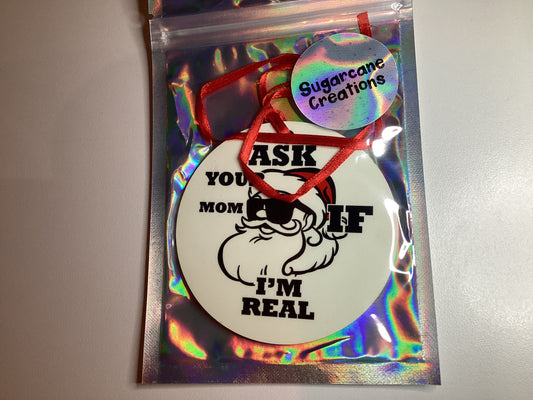 Sugarcane
Creations
ASK
YOUR
MOM
IF
I'M
REAL